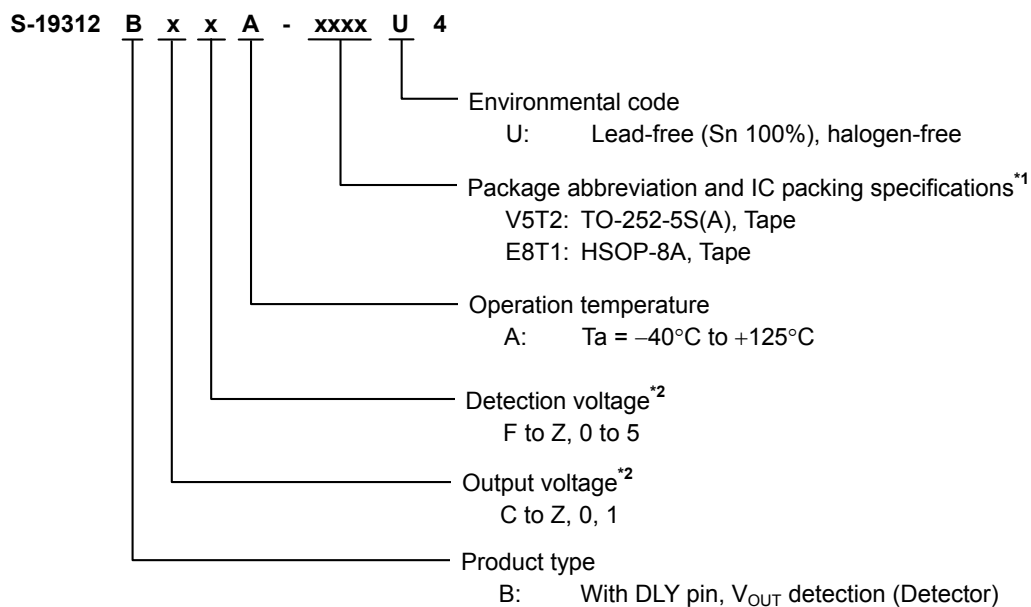 S-19312 B x x A - xxxx U 4
Environmental code
U: Lead-free (Sn 100%), halogen-free
Package abbreviation and IC packing specifications*1
V5T2: TO-252-5S(A), Tape
E8T1: HSOP-8A, Tape
Operation temperature
A: Ta = −40°C to +125°C
Detection voltage*2
F to Z, 0 to 5
Output voltage*2
C to Z, 0, 1
Product type
B: With DLY pin, VOUT detection (Detector)